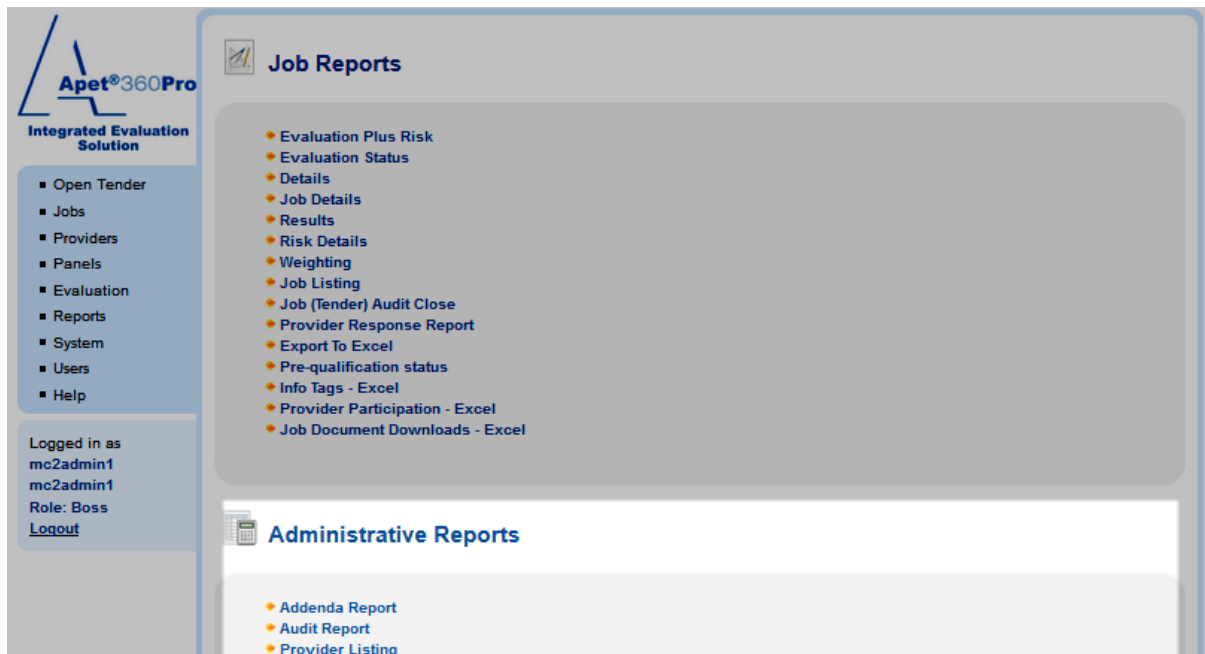 Apet®360Pro
Integrated Evaluation
Solution
Open Tender
Jobs
Providers
Panels
Evaluation
Reports
System
Users
Help
Logged in as
mc2admin1
mc2admin1
Role: Boss
Logout
Job Reports
Evaluation Plus Risk
Evaluation Status
Details
Job Details
Results
Risk Details
Weighting
Job Listing
Job (Tender) Audit Close
Provider Response Report
Export To Excel
Pre-qualification status
Info Tags - Excel
Provider Participation - Excel
Job Document Downloads - Excel
Administrative Reports
Addenda Report
Audit Report
Provider Listing